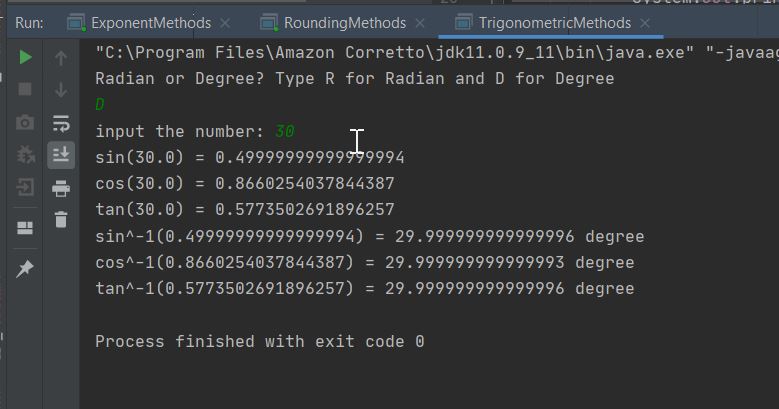 Run: ExponentMethods RoundingMethods TrigonometricMethods
"C:\Program Files\Amazon Corretto\jdk11.0.9_11\bin\java.exe" "-javaag
Radian or Degree? Type R for Radian and D for Degree
D
input the number: 30
sin(30.0) = 0.49999999999999994
cos(30.0) = 0.8660254037844387
tan(30.0) = 0.5773502691896257
sin^-1(0.49999999999999994) = 29.999999999999996 degree
cos^-1(0.8660254037844387) = 29.999999999999993 degree
tan^-1(0.5773502691896257) = 29.999999999999996 degree
Process finished with exit code 0